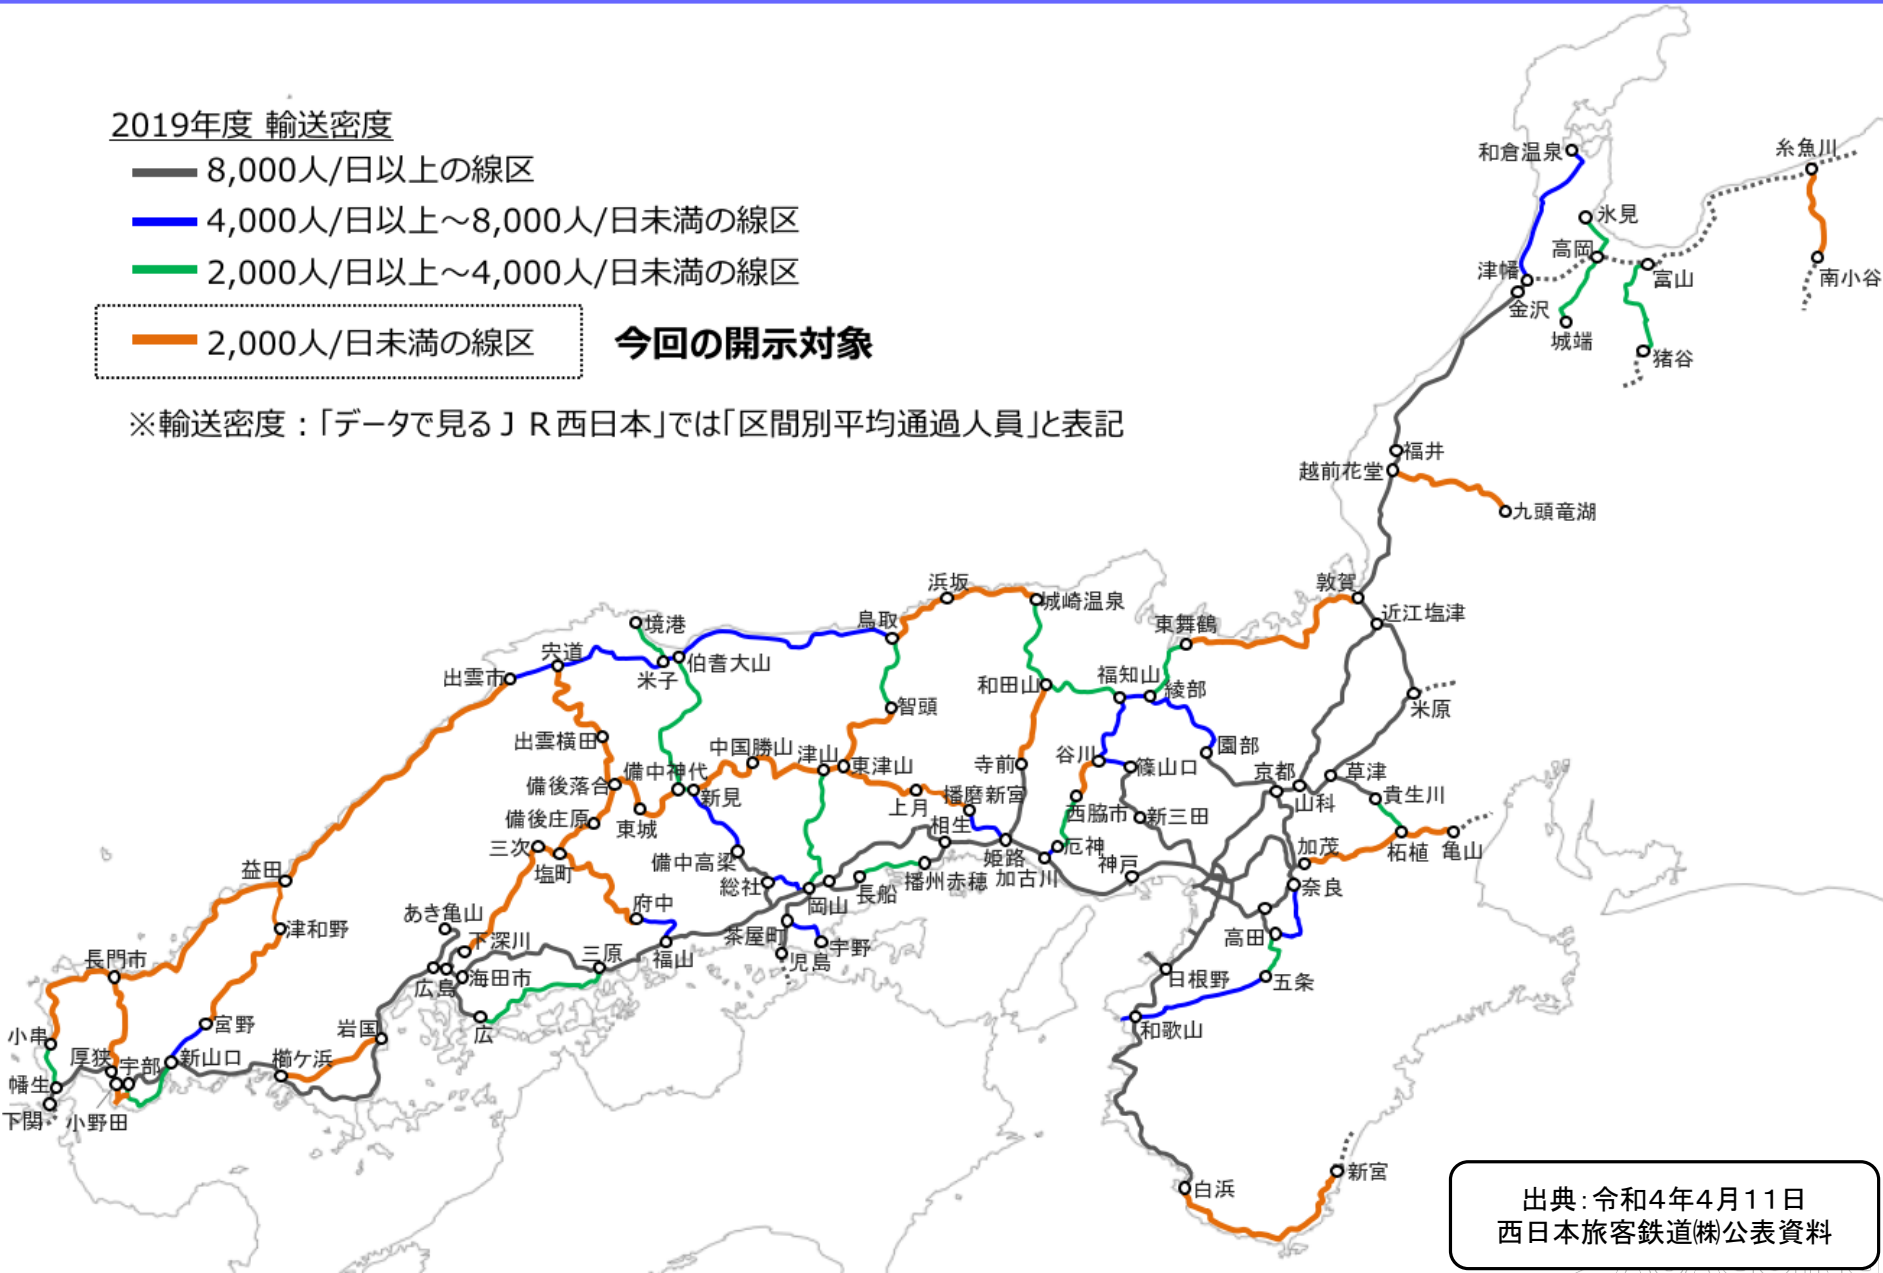 2019年度 輸送密度
8,000人/日以上の線区
4,000人/日以上～8,000人/日未満の線区
2,000人/日以上～4,000人/日未満の線区
2,000人/日未満の線区
今回の開示対象
※輸送密度：「データで見るＪＲ西日本」では「区間別平均通過人員」と表記
和倉温泉
糸魚川
氷見
高岡
津幡
富山
南小谷
金沢
城端
猪谷
福井
越前花堂
九頭竜湖
敦賀
近江塩津
浜坂
城崎温泉
鳥取
東舞鶴
境港
宍道
伯耆大山
出雲市
米子
福知山
綾部
和田山
米原
智頭
出雲横田
中国勝山
津山
東津山
寺前
谷川
篠山口
園部
京都
山科
草津
備中神代
新見
備後落合
上月
播磨新宮
西脇市
新三田
貴生川
備後庄原
東城
相生
三次
塩町
備中高梁
姫路
厄神
神戸
加茂
柘植
亀山
益田
総社
岡山
長船
播州赤穂
加古川
奈良
府中
あき亀山
津和野
下深川
三原
福山
茶屋町
宇野
児島
高田
長門市
広島
海田市
日根野
五条
広
宮野
岩国
和歌山
小串
厚狭
宇部
新山口
櫛ケ浜
幡生
下関
小野田
白浜
新宮
出典：令和4年4月11日
西日本旅客鉄道㈱公表資料